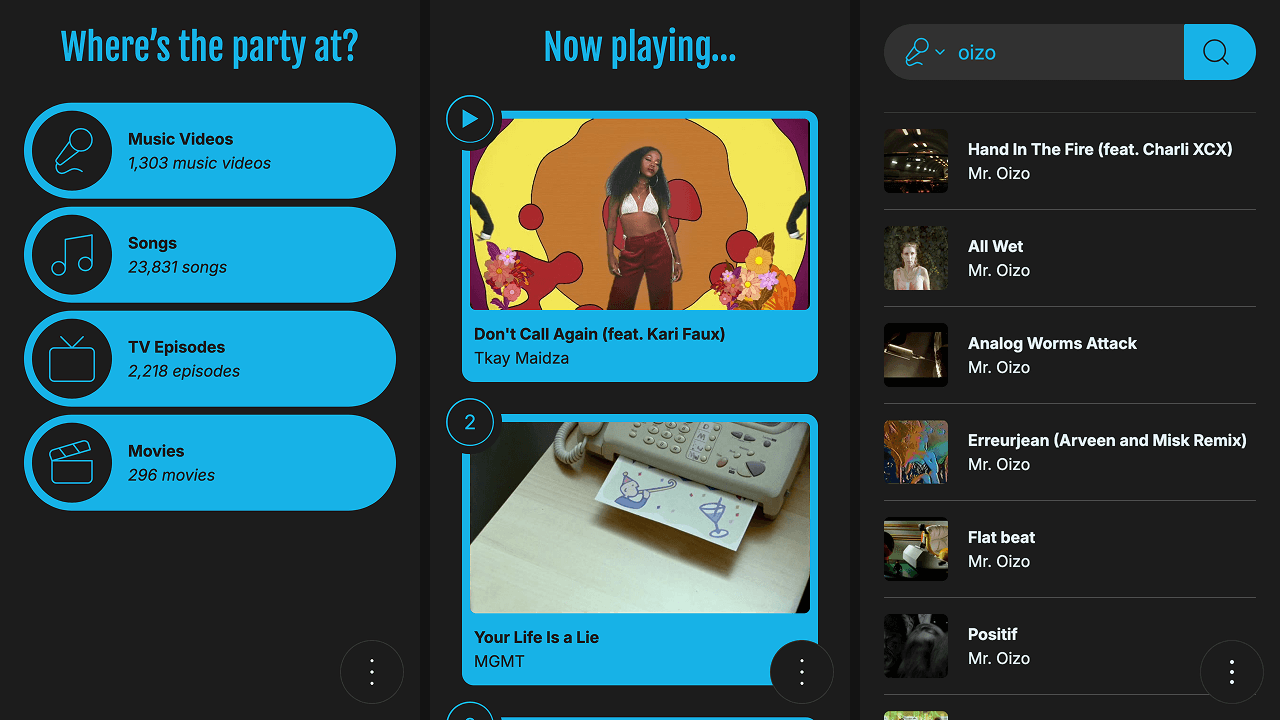 Where's the party at?
Music Videos
1,303 music videos
Songs
23,831 songs
TV Episodes
2,218 episodes
Movies
296 movies
Now playing...
Don't Call Again (feat. Kari Faux)
Tkay Maidza
2
Your Life Is a Lie
MGMT
oizo
Hand In The Fire (feat. Charli XCX)
Mr. Oizo
All Wet
Mr. Oizo
Analog Worms Attack
Mr. Oizo
Erreurjean (Arveen and Misk Remix)
Mr. Oizo
Flat beat
Mr. Oizo
Positif
Mr. Oizo